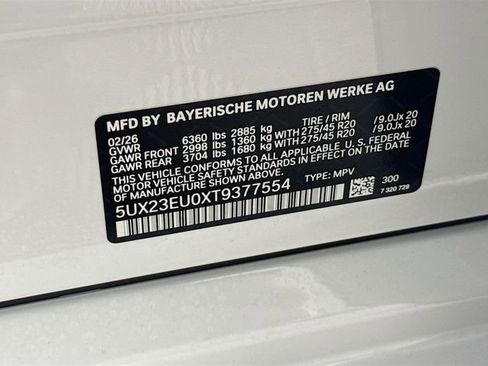 MFD BY BAYERISCHE MOTOREN WERKE AG
02/26 TIRE / RIM
GVWR 6360 lbs 2885 kg
GAWR FRONT 2998 lbs 1360 kg WITH 275/45 R20 / 9.0Jx 20
GAWR REAR 3704 lbs 1680 kg WITH 275/45 R20 / 9.0Jx 20
THIS VEHICLE CONFORMS TO ALL APPLICABLE U.S. FEDERAL
MOTOR VEHICLE SAFETY STANDARDS IN EFFECT ON THE DATE
OF MANUFACTURE SHOWN ABOVE.
5UX23EU0XT9377554 TYPE: MPV 300
7 320 729